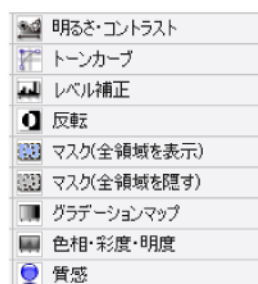 明るさ・コントラスト
トーンカーブ
レベル補正
反転
マスク(全領域を表示)
マスク(全領域を隠す)
グラデーションマップ
色相・彩度・明度
質感